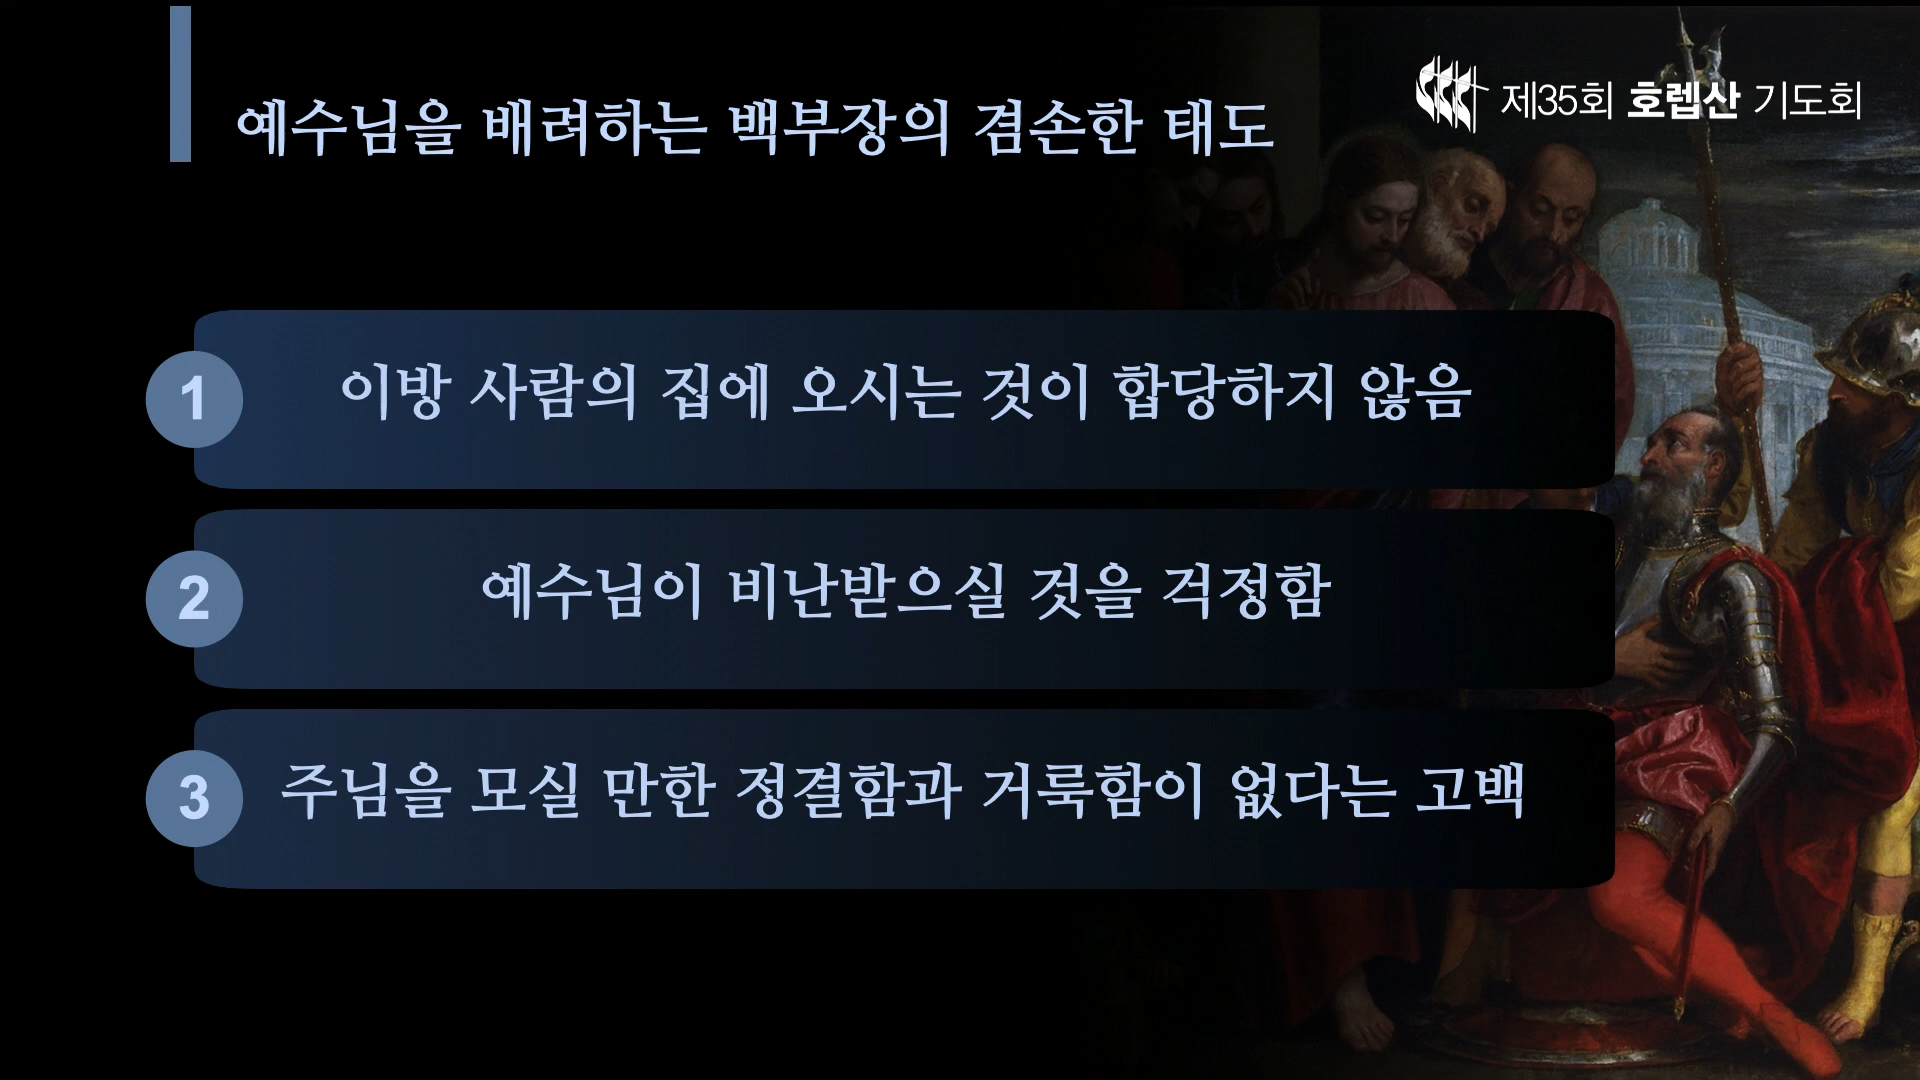 예수님을 배려하는 백부장의 겸손한 태도
제35회 호렙산 기도회
1
이방 사람의 집에 오시는 것이 합당하지 않음
2
예수님이 비난받으실 것을 걱정함
3
주님을 모실 만한 정결함과 거룩함이 없다는 고백